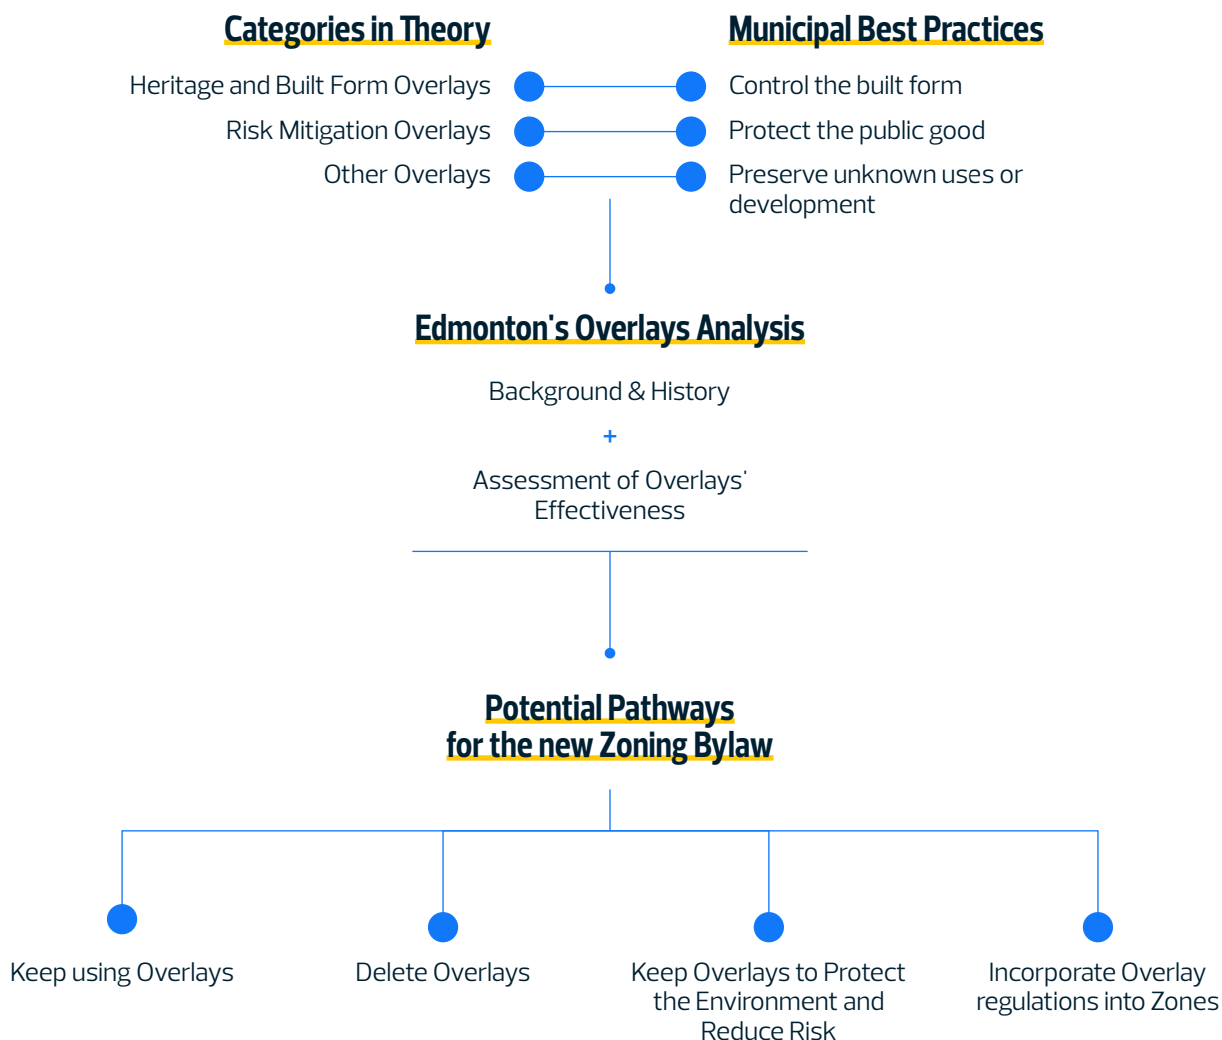 Categories in Theory
Municipal Best Practices
Heritage and Built Form Overlays
Control the built form
Risk Mitigation Overlays
Protect the public good
Other Overlays
Preserve unknown uses or
development
Edmonton's Overlays Analysis
Background & History
+
Assessment of Overlays'
Effectiveness
Potential Pathways
for the new Zoning Bylaw
Keep using Overlays
Delete Overlays
Keep Overlays to Protect
the Environment and
Reduce Risk
Incorporate Overlay
regulations into Zones